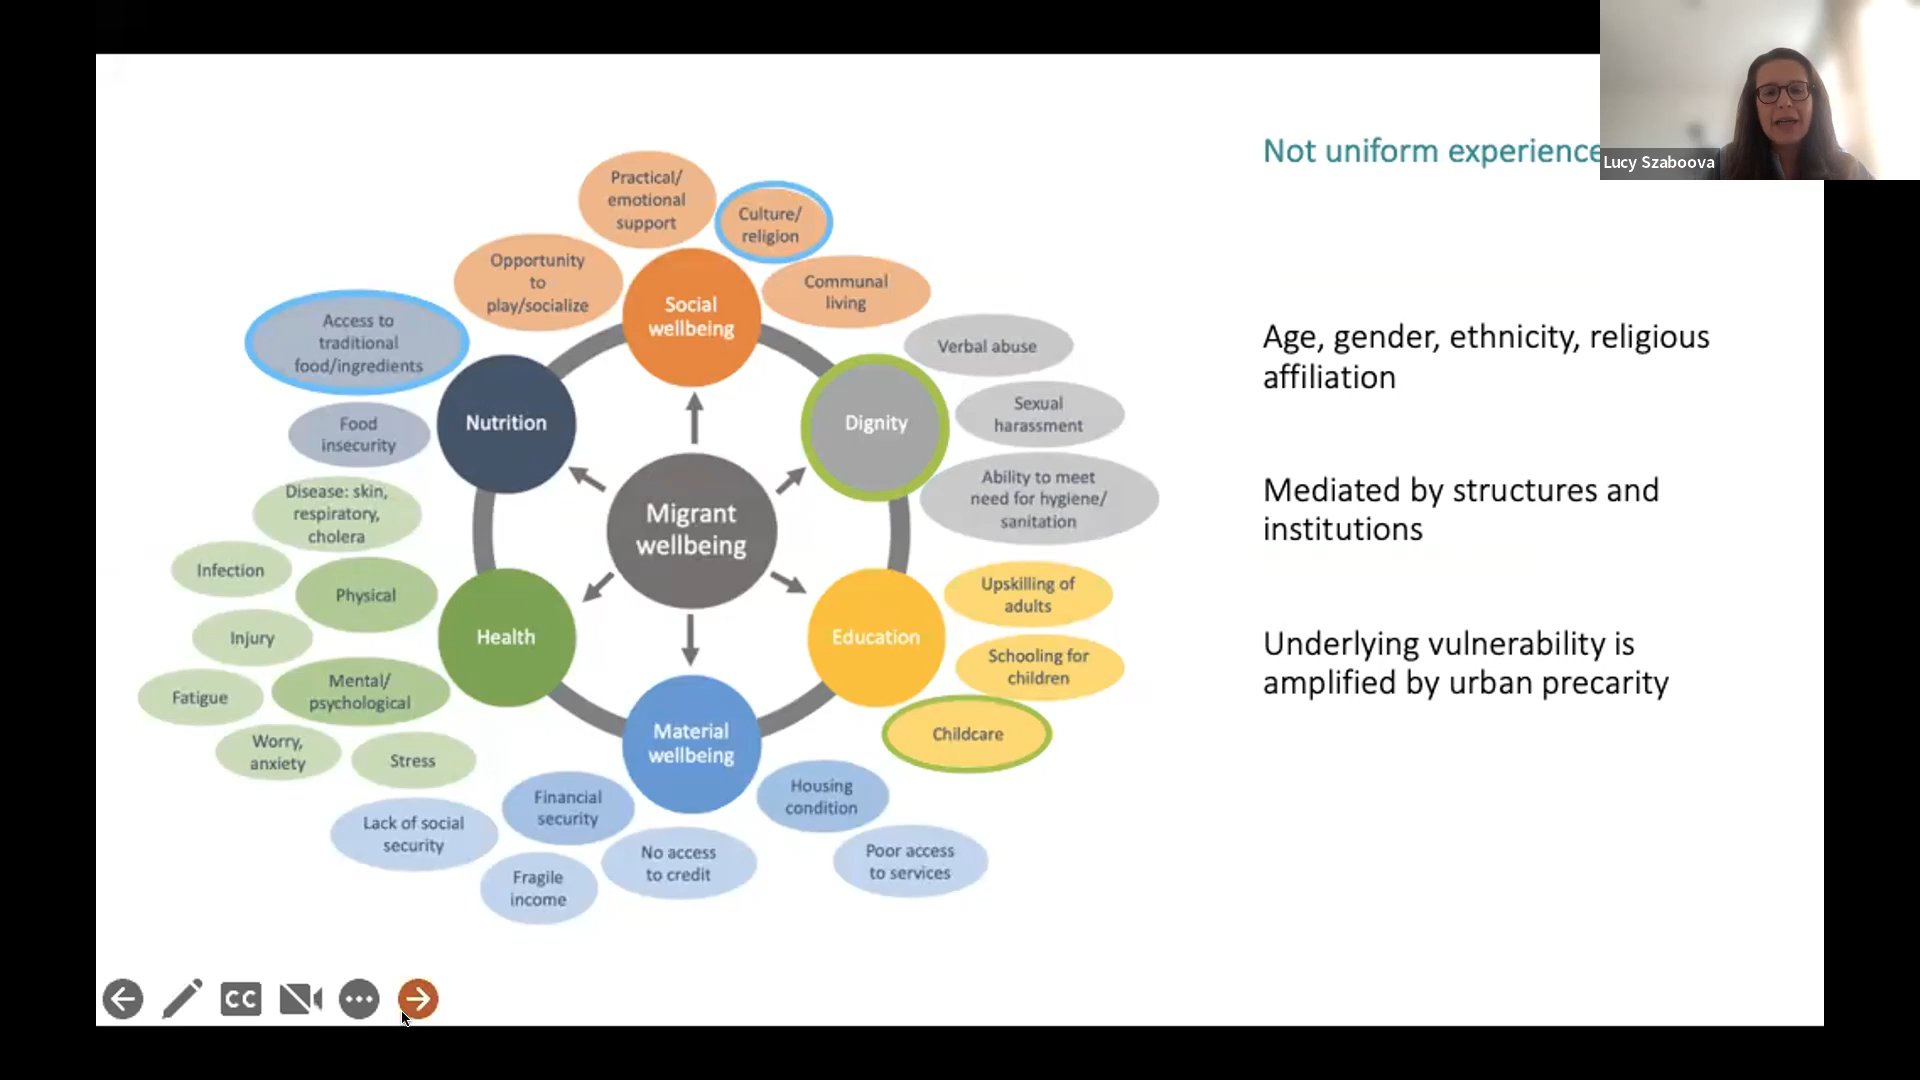 Not uniform experience
Lucy Szaboova
Practical/
emotional
support
Culture/
religion
Opportunity
to
play/socialize
Communal
living
Social
wellbeing
Access to
traditional
food/ingredients
Verbal abuse
Nutrition
Dignity
Sexual
harassment
Food
insecurity
Ability to meet
need for hygiene/
sanitation
Disease: skin,
respiratory,
cholera
Migrant
wellbeing
Infection
Physical
Upskilling of
adults
Injury
Health
Education
Schooling for
children
Mental/
psychological
Fatigue
Childcare
Worry,
anxiety
Stress
Material
wellbeing
Financial
security
Housing
condition
Lack of social
security
No access
to credit
Poor access
to services
Fragile
income
Age, gender, ethnicity, religious
affiliation
Mediated by structures and
institutions
Underlying vulnerability is
amplified by urban precarity
CC